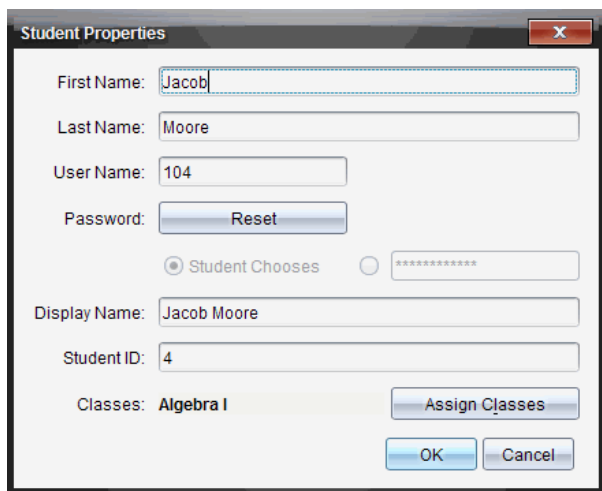 Student Properties
First Name: Jacob
Last Name: Moore
User Name: 104
Password: Reset
Student Chooses ************
Display Name: Jacob Moore
Student ID: 4
Classes: Algebra I Assign Classes
OK Cancel